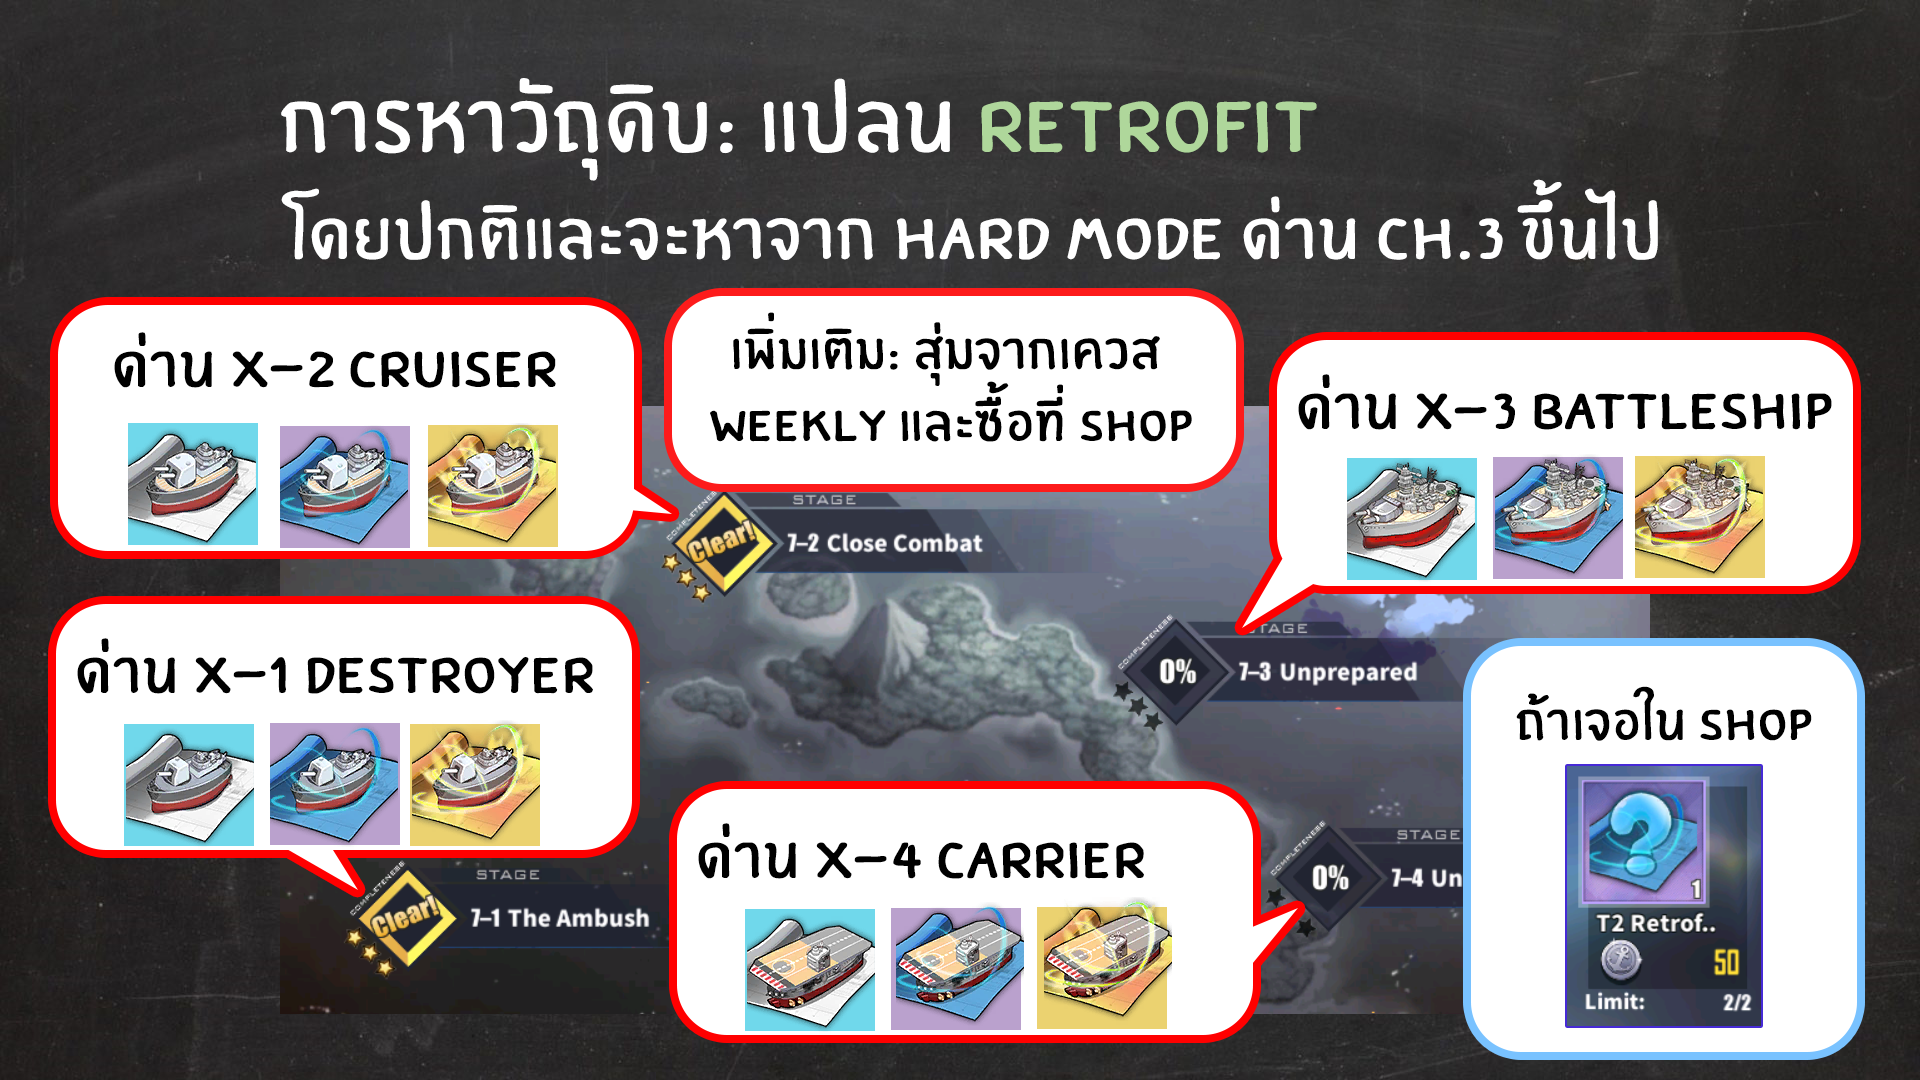 การหาวัถุดิบ: แปลน RETROFIT
โดยปกติและจะหาจาก HARD MODE ด่าน CH.3 ขึ้นไป
ด่าน X-2 CRUISER
เพิ่มเติม: สุ่มจากเควส
WEEKLY และซื้อที่ SHOP
ด่าน X-3 BATTLESHIP
COMPLETENESS
Clear!
STAGE
7-2 Close Combat
ด่าน X-1 DESTROYER
COMPLETENESS
0%
STAGE
7-3 Unprepared
ถ้าเจอใน SHOP
1
T2 Retrof..
50
Limit: 2/2
ด่าน X-4 CARRIER
COMPLETENESS
0%
STAGE
7-4 Un
COMPLETENESS
Clear!
STAGE
7-1 The Ambush